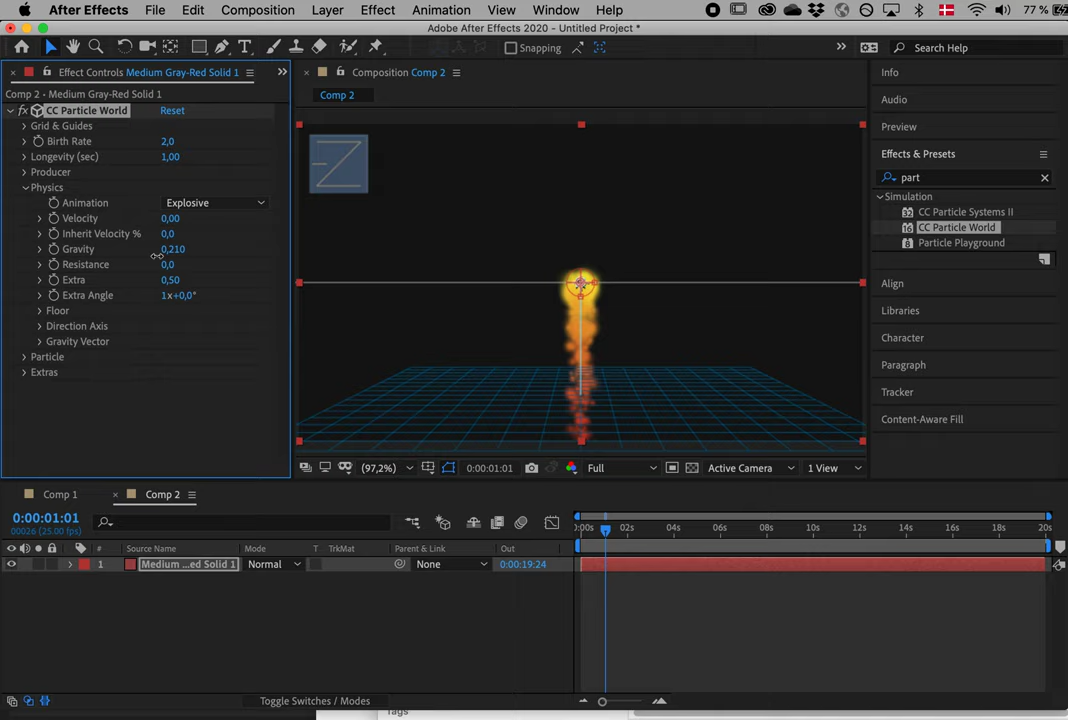 After Effects File Edit Composition Layer Effect Animation View Window Help 77 %
Adobe After Effects 2020 - Untitled Project *
Snapping Search Help
× Effect Controls Medium Gray-Red Solid 1
Comp 2 • Medium Gray-Red Solid 1
fx CC Particle World Reset
Grid & Guides
Birth Rate 2,0
Longevity (sec) 1,00
Producer
Physics
Animation Explosive
Velocity 0,00
Inherit Velocity % 0,0
Gravity 0,210
Resistance 0,0
Extra 0,50
Extra Angle 1x+0,0°
Floor
Direction Axis
Gravity Vector
Particle
Extras
× Composition Comp 2
Comp 2
(97,2%) 0:00:01:01 Full Active Camera 1 View
Info
Audio
Preview
Effects & Presets
part
Simulation
32 CC Particle Systems II
16 CC Particle World
8 Particle Playground
Align
Libraries
Character
Paragraph
Tracker
Content-Aware Fill
Comp 1 × Comp 2
0:00:01:01
00026 (25.00 fps)
# Source Name Mode T TrkMat Parent & Link Out
1 Medium ...ed Solid 1 Normal None 0:00:19:24
:00s 02s 04s 06s 08s 10s 12s 14s 16s 18s 20s
Toggle Switches / Modes
Tags